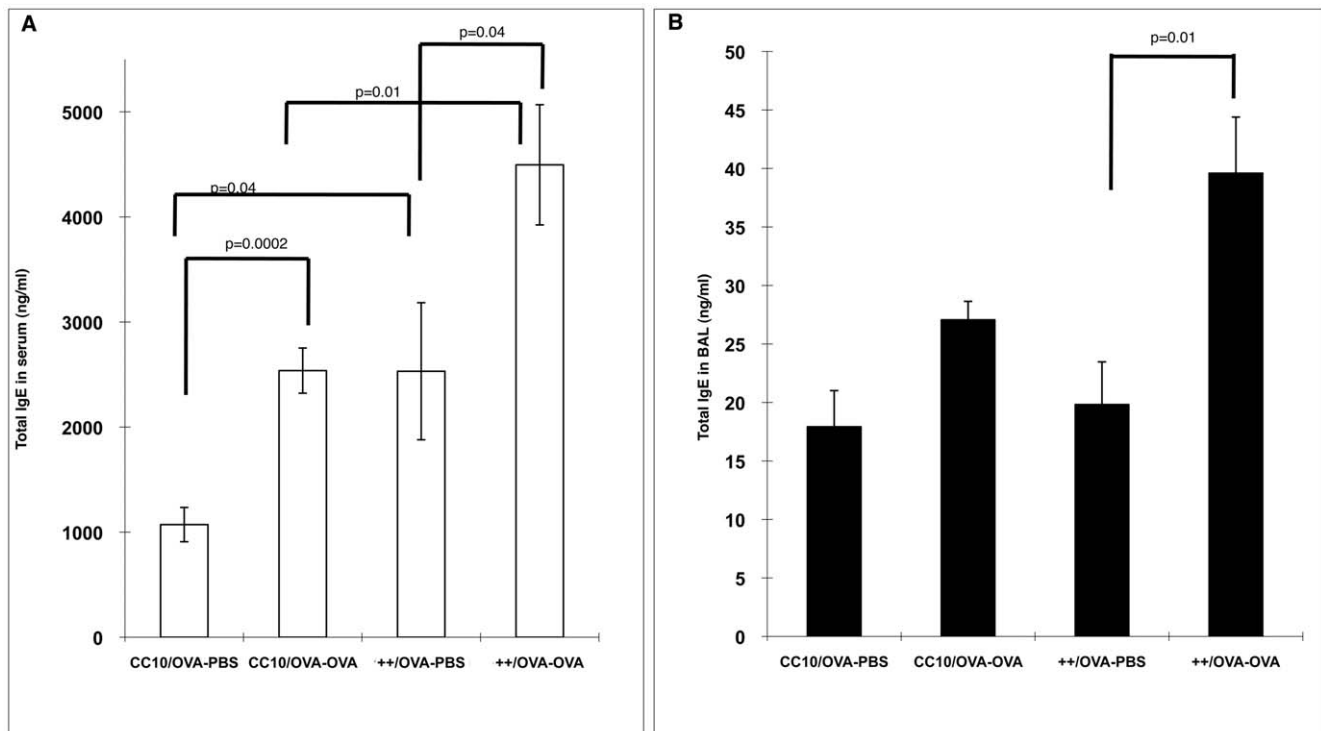 A
p=0.04
p=0.01
p=0.04
p=0.0002
Total IgE in serum (ng/ml)
5000
4000
3000
2000
1000
0
CC10/OVA-PBS CC10/OVA-OVA ++/OVA-PBS ++/OVA-OVA
B
p=0.01
Total IgE in BAL (ng/ml)
50
45
40
35
30
25
20
15
10
5
0
CC10/OVA-PBS CC10/OVA-OVA ++/OVA-PBS ++/OVA-OVA